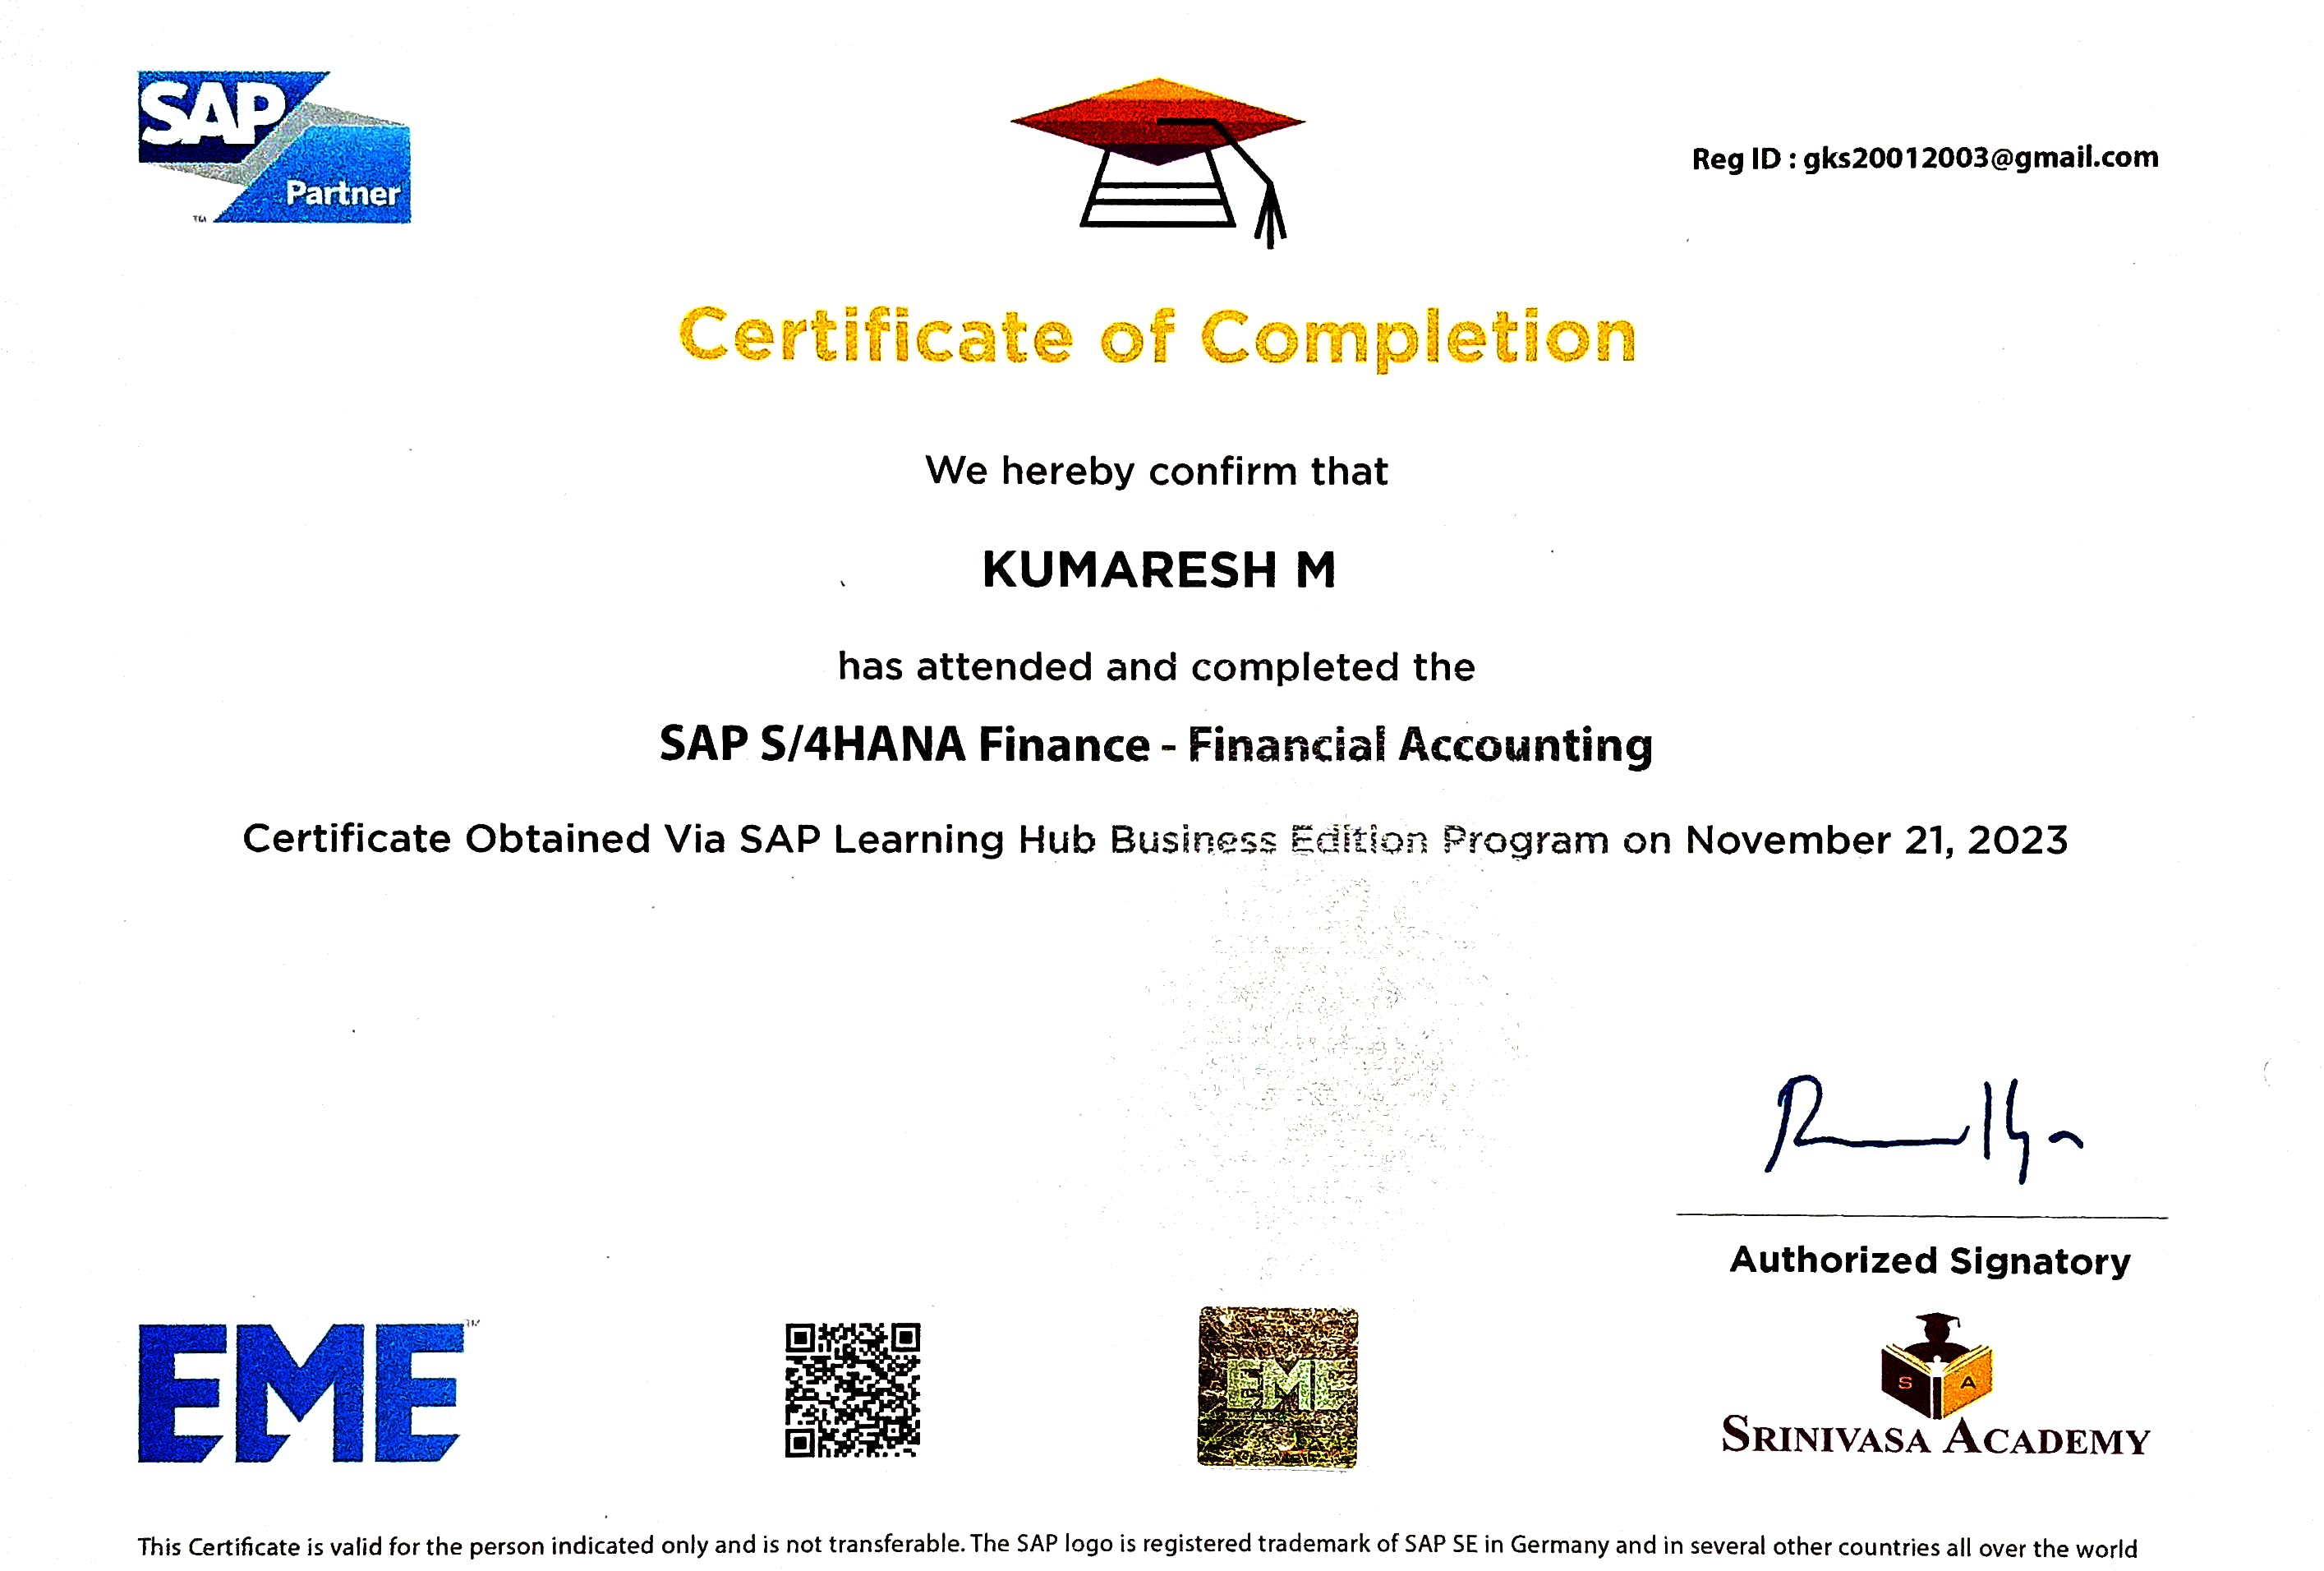 SAP
Partner
TM
Reg ID : gks20012003@gmail.com
Certificate of Completion
We hereby confirm that
KUMARESH M
has attended and completed the
SAP S/4HANA Finance - Financial Accounting
Certificate Obtained Via SAP Learning Hub Business Edition Program on November 21, 2023
Authorized Signatory
EME TM
EME
S A
SRINIVASA ACADEMY
This Certificate is valid for the person indicated only and is not transferable. The SAP logo is registered trademark of SAP SE in Germany and in several other countries all over the world